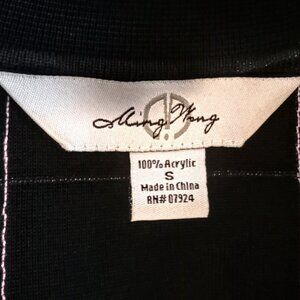 Ming Wang
100% Acrylic
S
Made in China
RN# 07924